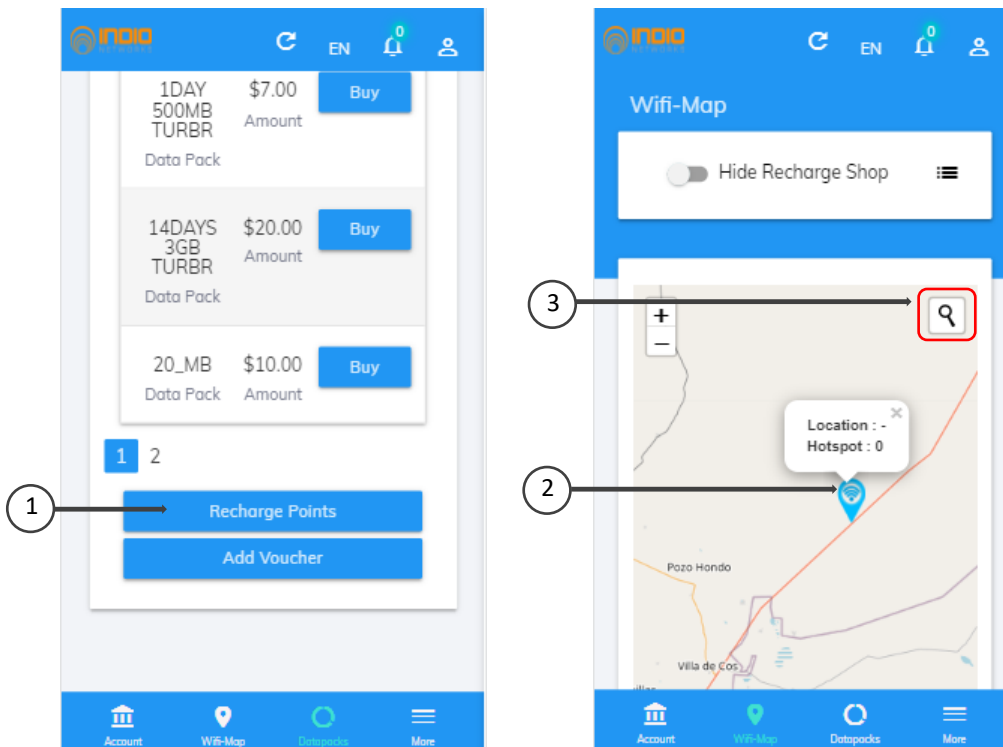 INDIO
NETWORKS
EN
0
1DAY
500MB
TURBR
Data Pack
$7.00
Amount
Buy
14DAYS
3GB
TURBR
Data Pack
$20.00
Amount
Buy
20_MB
Data Pack
$10.00
Amount
Buy
1 2
1
Recharge Points
Add Voucher
Account
Wifi-Map
Datapacks
More
INDIO
NETWORKS
EN
0
Wifi-Map
Hide Recharge Shop
3
+
−
Location : -
Hotspot : 0
×
2
Pozo Hondo
Villa de Cos
Account
Wifi-Map
Datapacks
More